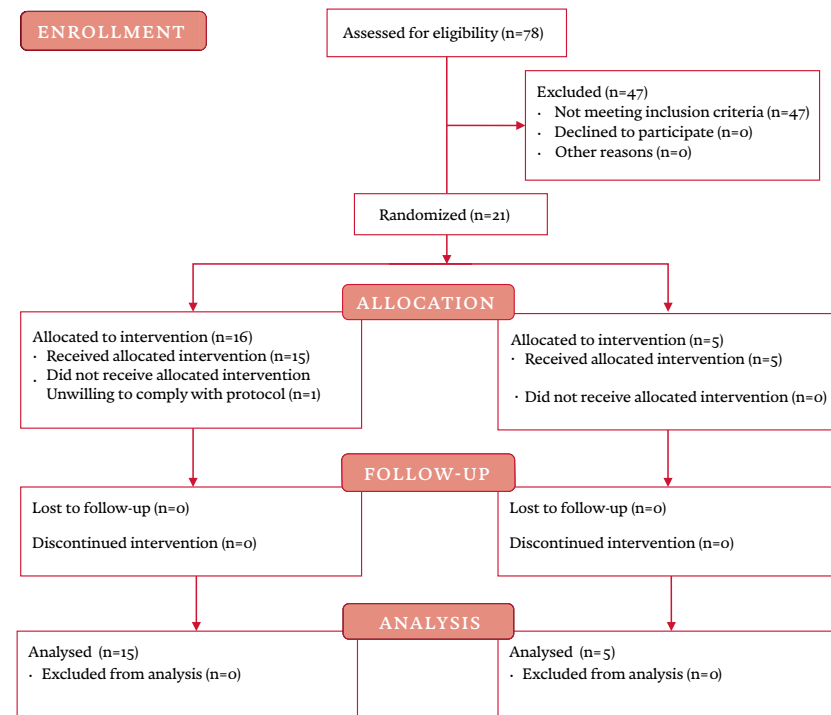 ENROLLMENT
Assessed for eligibility (n=78)
Excluded (n=47)
· Not meeting inclusion criteria (n=47)
· Declined to participate (n=0)
· Other reasons (n=0)
Randomized (n=21)
ALLOCATION
Allocated to intervention (n=16)
· Received allocated intervention (n=15)
· Did not receive allocated intervention
Unwilling to comply with protocol (n=1)
Allocated to intervention (n=5)
· Received allocated intervention (n=5)
· Did not receive allocated intervention (n=0)
FOLLOW-UP
Lost to follow-up (n=0)
Discontinued intervention (n=0)
Lost to follow-up (n=0)
Discontinued intervention (n=0)
ANALYSIS
Analysed (n=15)
· Excluded from analysis (n=0)
Analysed (n=5)
· Excluded from analysis (n=0)